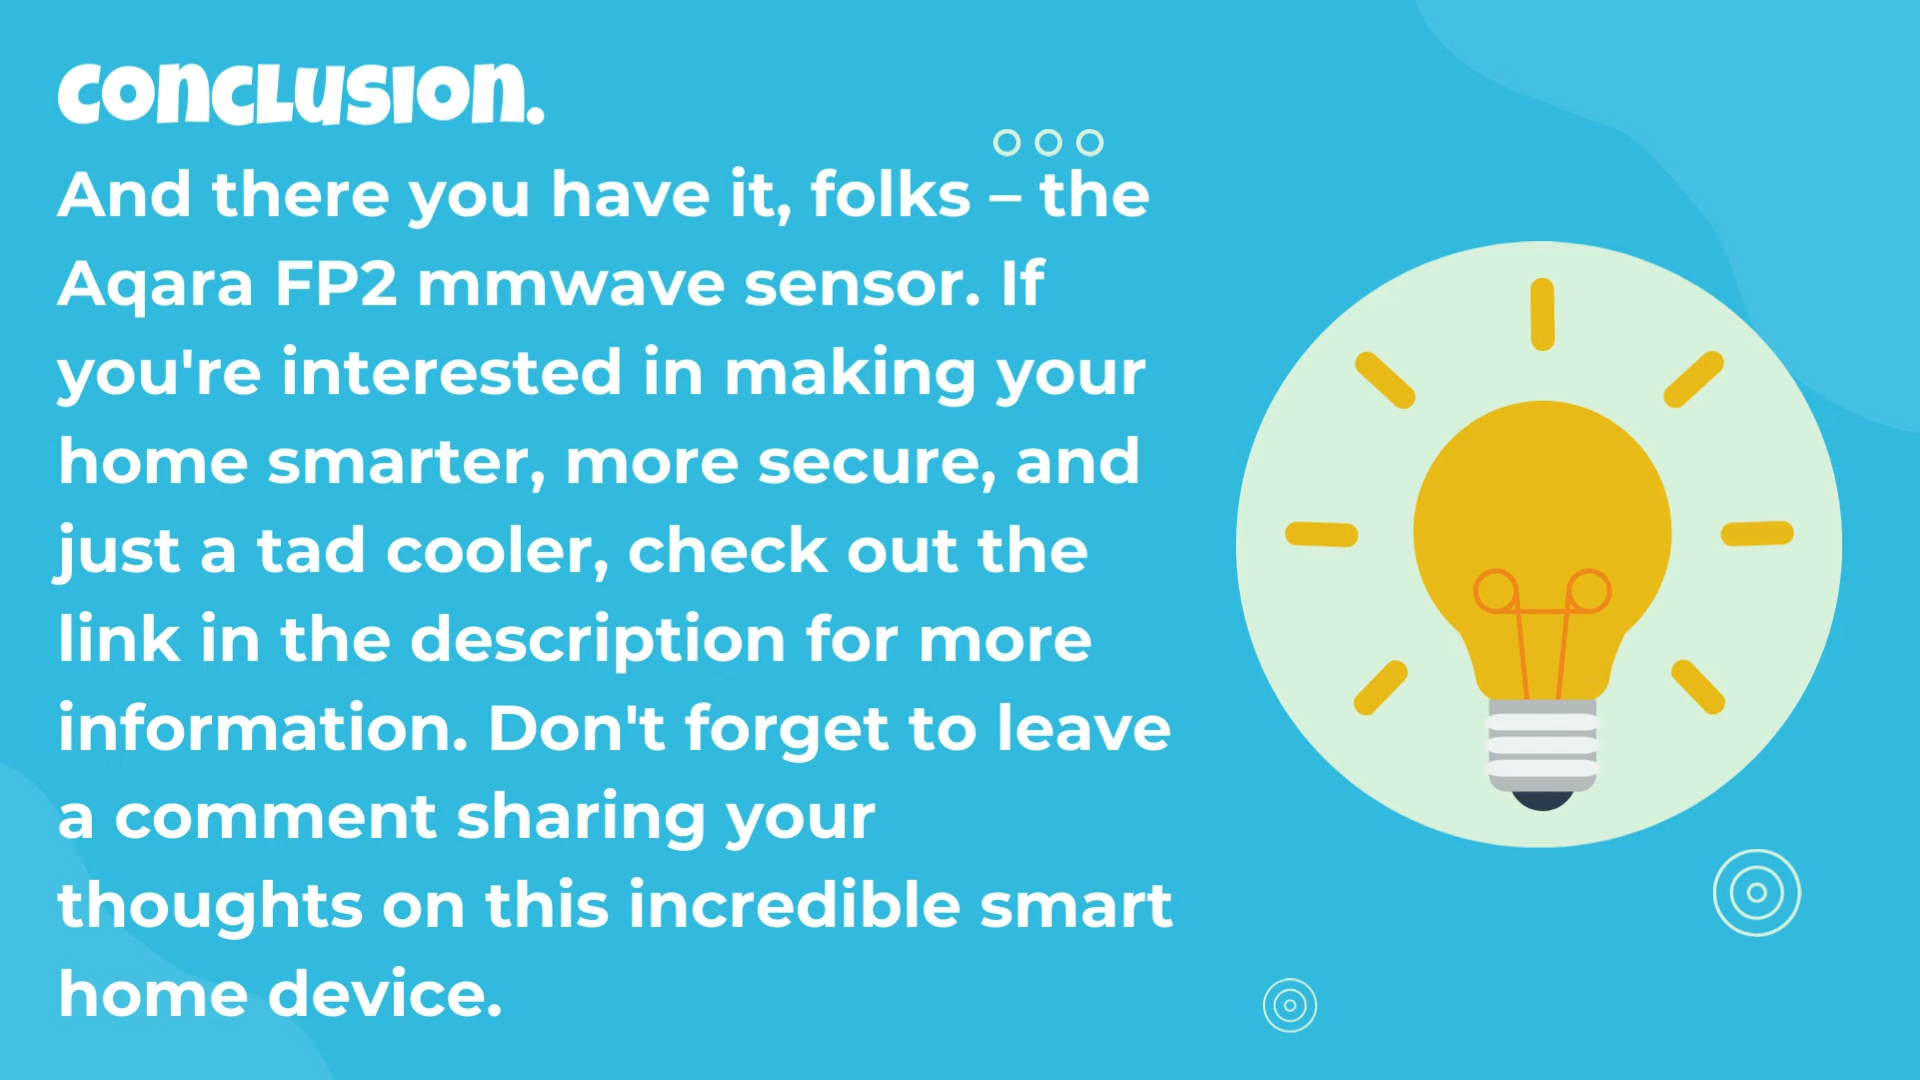 CONCLUSION.
And there you have it, folks – the
Aqara FP2 mmwave sensor. If
you're interested in making your
home smarter, more secure, and
just a tad cooler, check out the
link in the description for more
information. Don't forget to leave
a comment sharing your
thoughts on this incredible smart
home device.